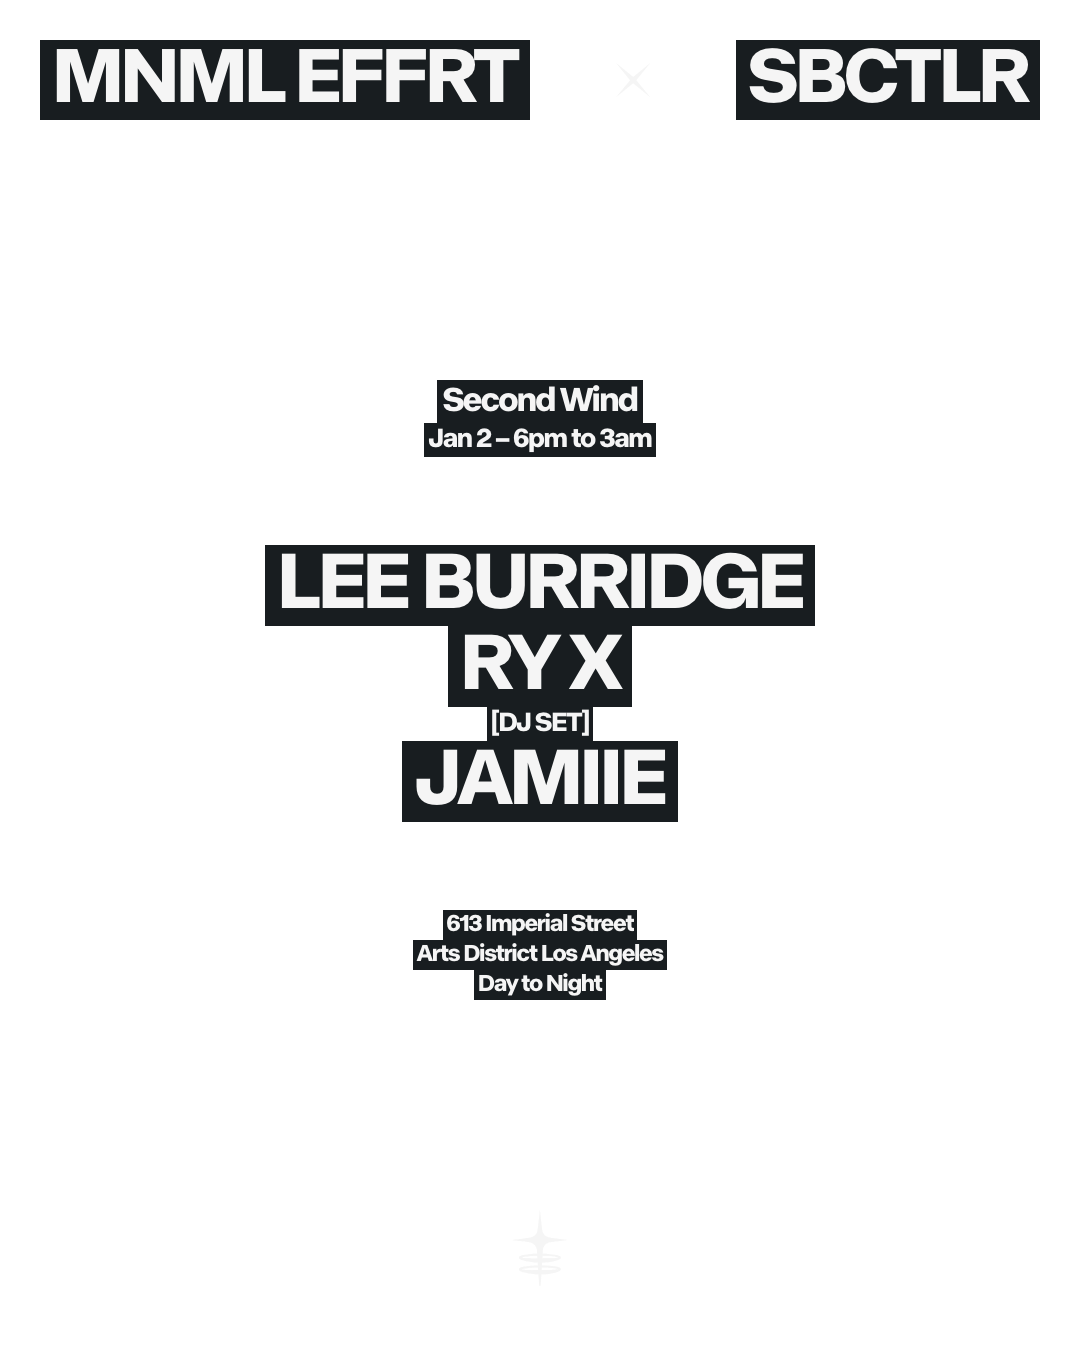 MNML EFFRT
SBCTLR
Second Wind
Jan 2 – 6pm to 3am
LEE BURRIDGE
RY X
[DJ SET]
JAMIIE
613 Imperial Street
Arts District Los Angeles
Day to Night